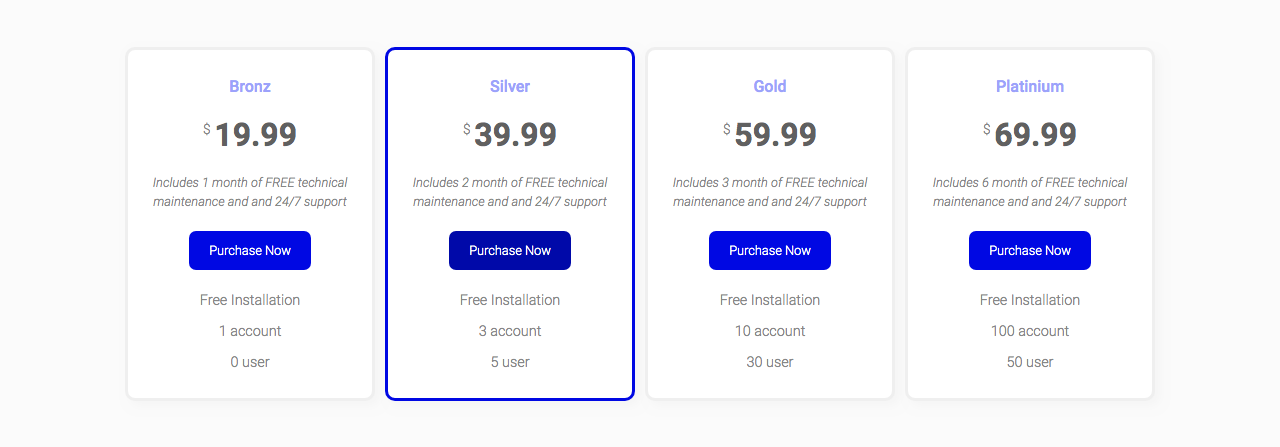 Bronz
$ 19.99
Includes 1 month of FREE technical
maintenance and and 24/7 support
Purchase Now
Free Installation
1 account
0 user
Silver
$ 39.99
Includes 2 month of FREE technical
maintenance and and 24/7 support
Purchase Now
Free Installation
3 account
5 user
Gold
$ 59.99
Includes 3 month of FREE technical
maintenance and and 24/7 support
Purchase Now
Free Installation
10 account
30 user
Platinium
$ 69.99
Includes 6 month of FREE technical
maintenance and and 24/7 support
Purchase Now
Free Installation
100 account
50 user